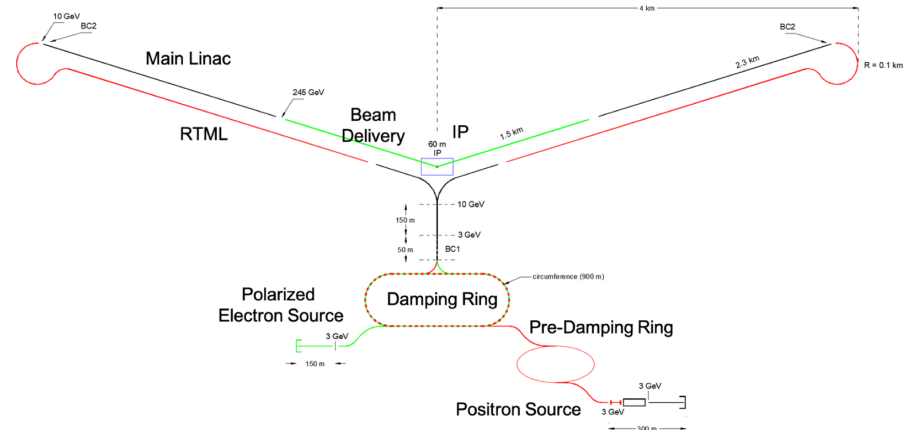 4 km
10 GeV
BC2
BC2
Main Linac
2.3 km
R = 0.1 km
245 GeV
Beam
Delivery
IP
RTML
60 m
IP
1.5 km
10 GeV
150 m
3 GeV
50 m
BC1
circumference (900 m)
Polarized
Electron Source
Damping Ring
Pre-Damping Ring
3 GeV
150 m
3 GeV
Positron Source
3 GeV
300 m